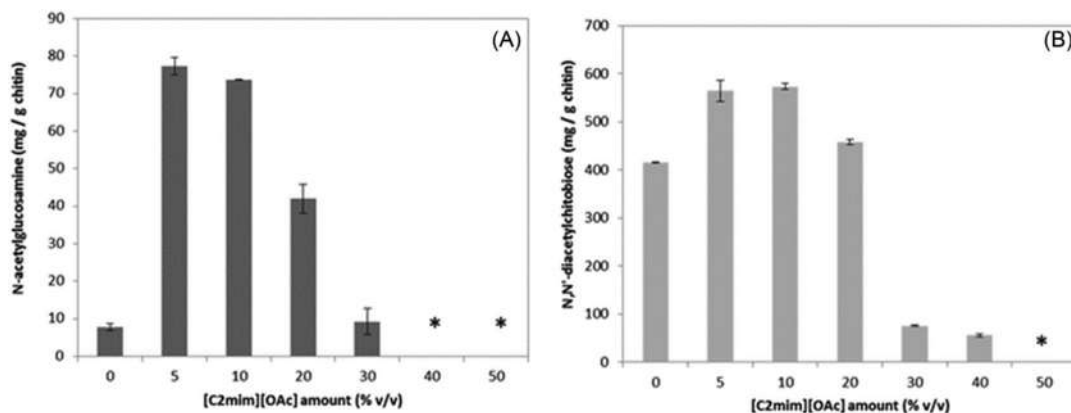 (A)
N-acetylglucosamine (mg / g chitin)
90
80
70
60
50
40
30
20
10
0
* *
0 5 10 20 30 40 50
[C2mim][OAc] amount (% v/v)
(B)
N,N'-diacetylchitobiose (mg / g chitin)
700
600
500
400
300
200
100
0
*
0 5 10 20 30 40 50
[C2mim][OAc] amount (% v/v)